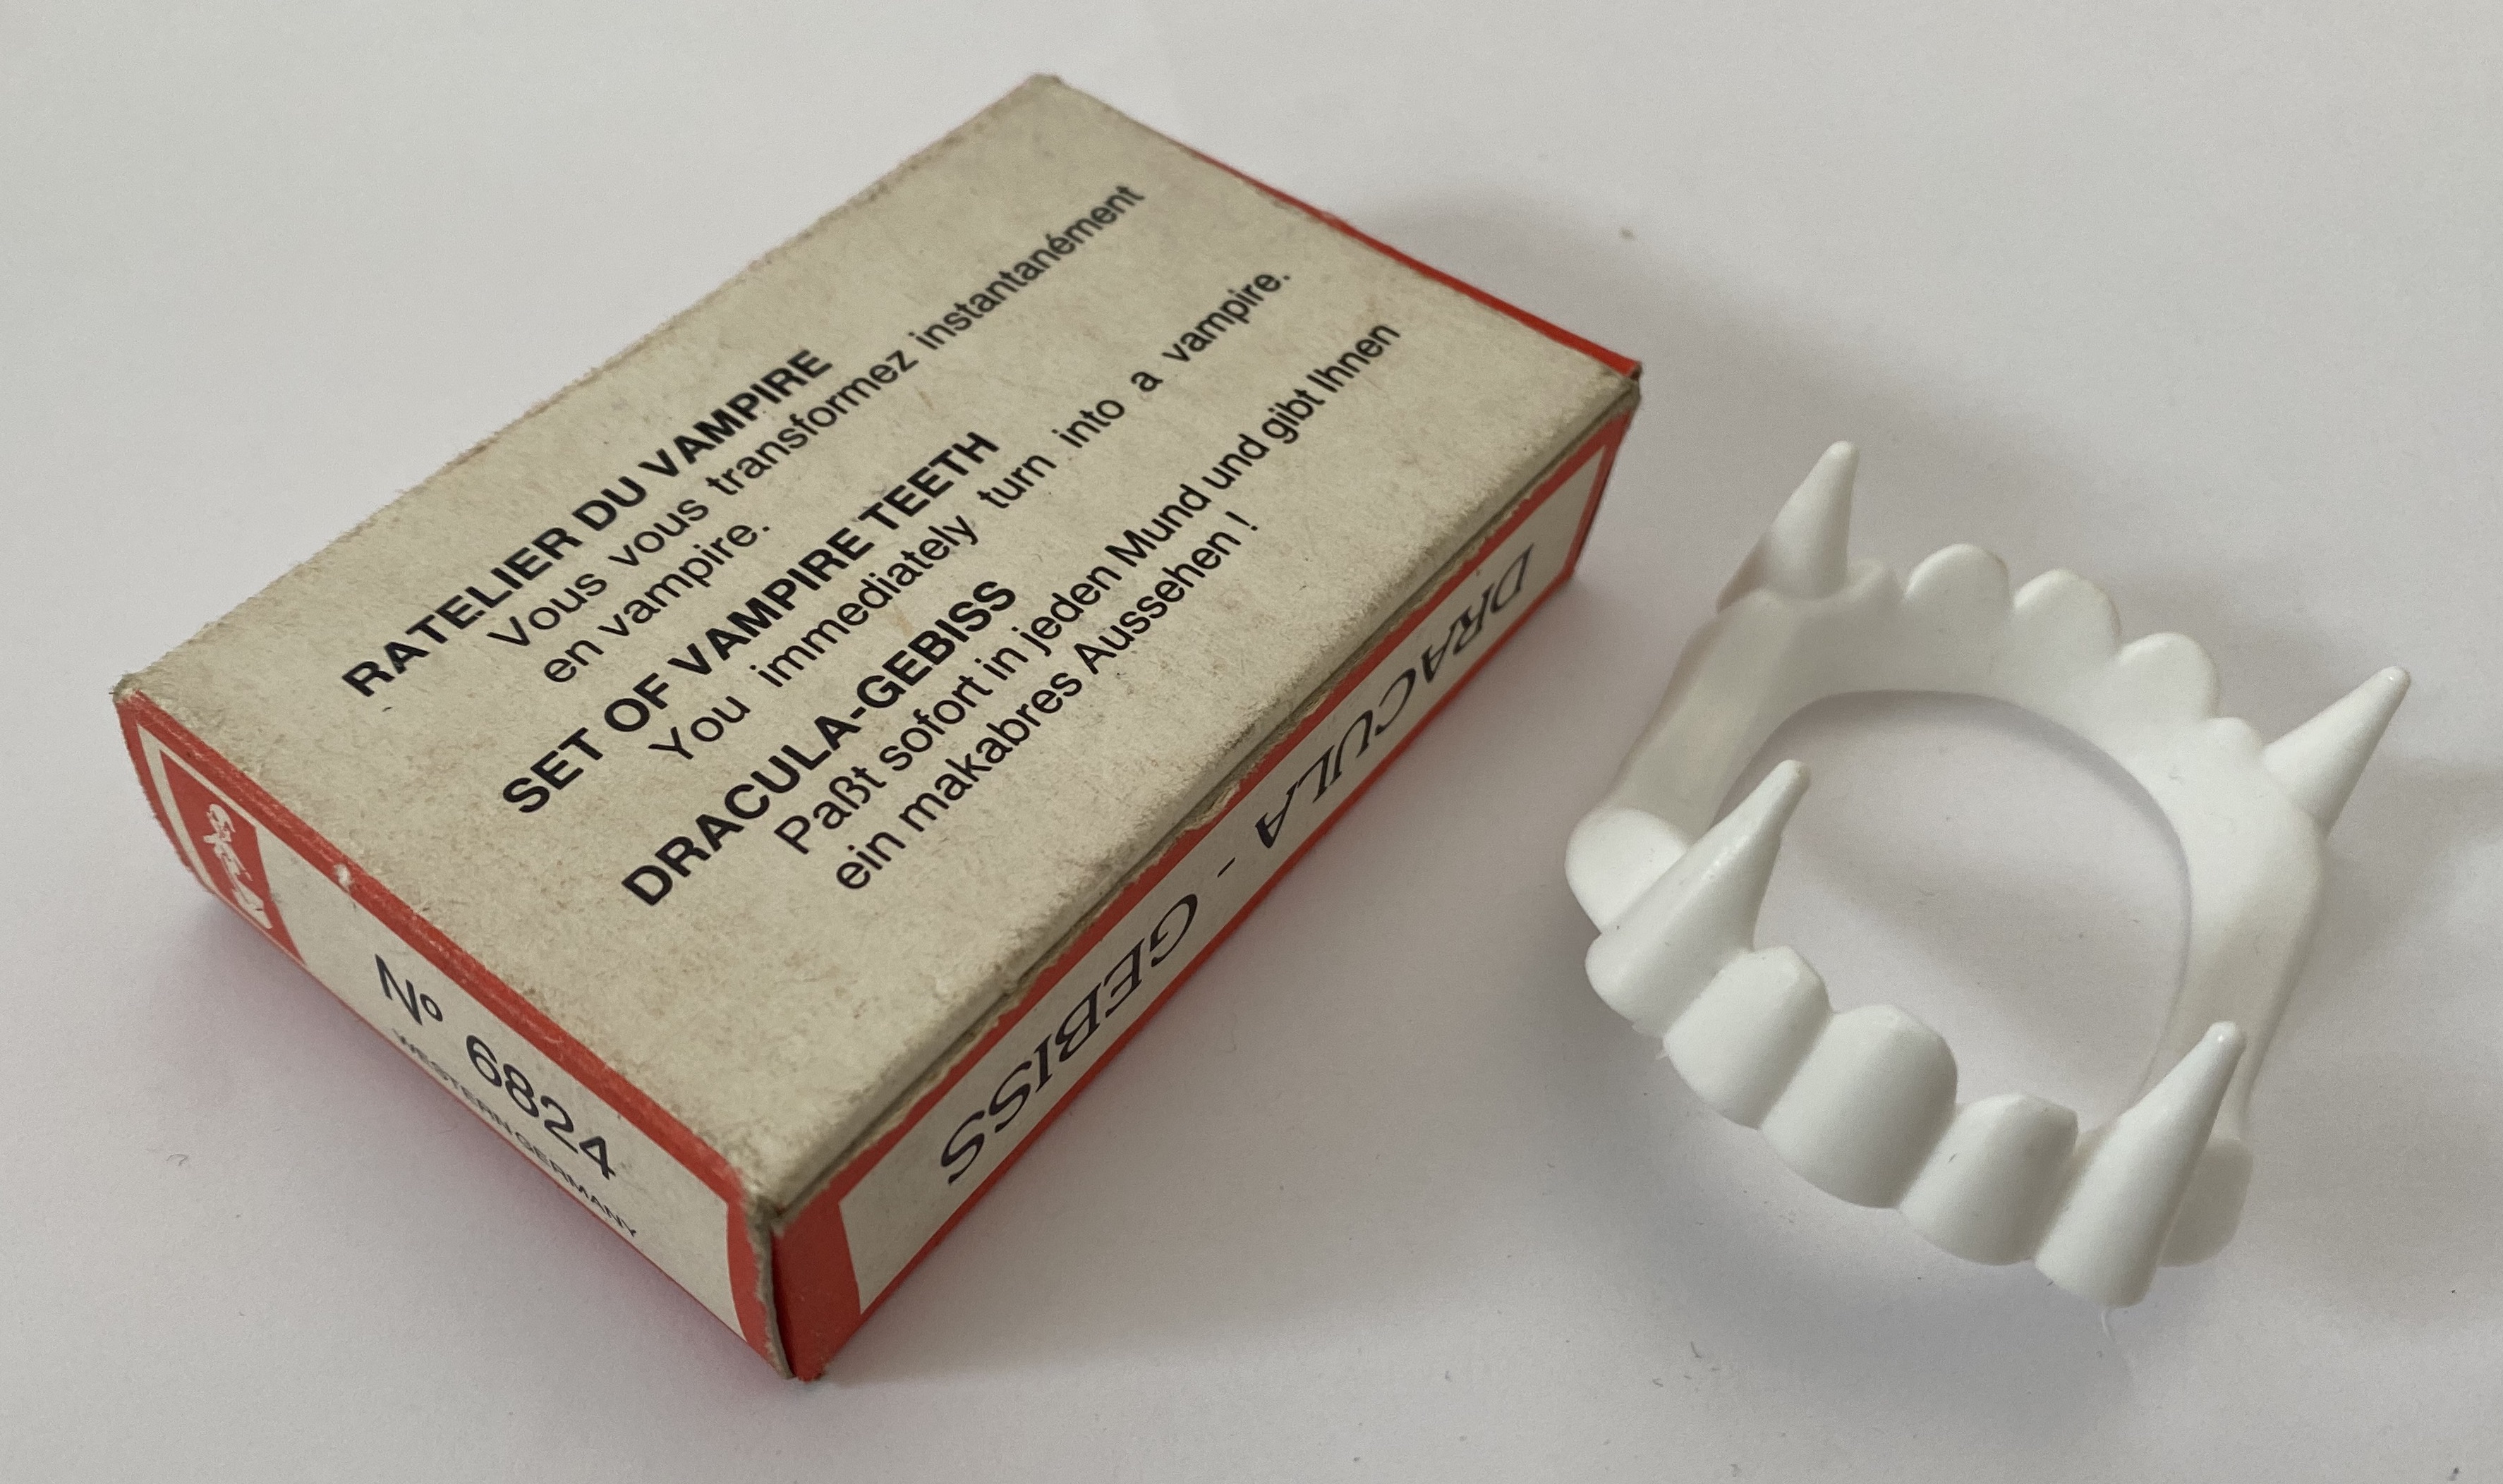 RATELIER DU VAMPIRE
Vous vous transformez instantanément
en vampire.
SET OF VAMPIRE TEETH
You immediately turn into a vampire.
DRACULA-GEBISS
Paßt sofort in jeden Mund und gibt Ihnen
ein makabres Aussehen !
DRACULA - GEBISS
Nº 6824
WESTERN GERMANY